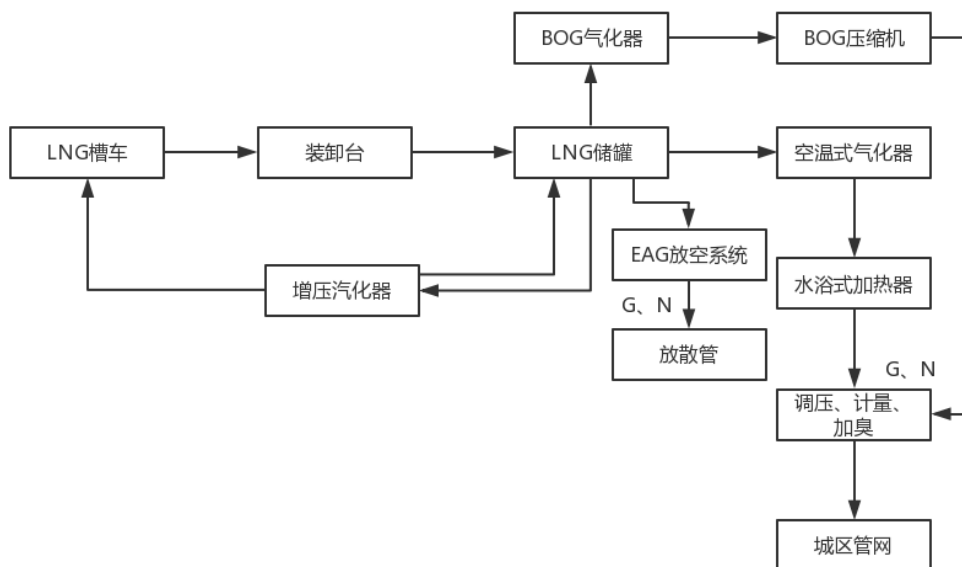 BOG气化器
BOG压缩机
LNG槽车
装卸台
LNG储罐
空温式气化器
EAG放空系统
增压汽化器
水浴式加热器
G、N
放散管
G、N
调压、计量、
加臭
城区管网